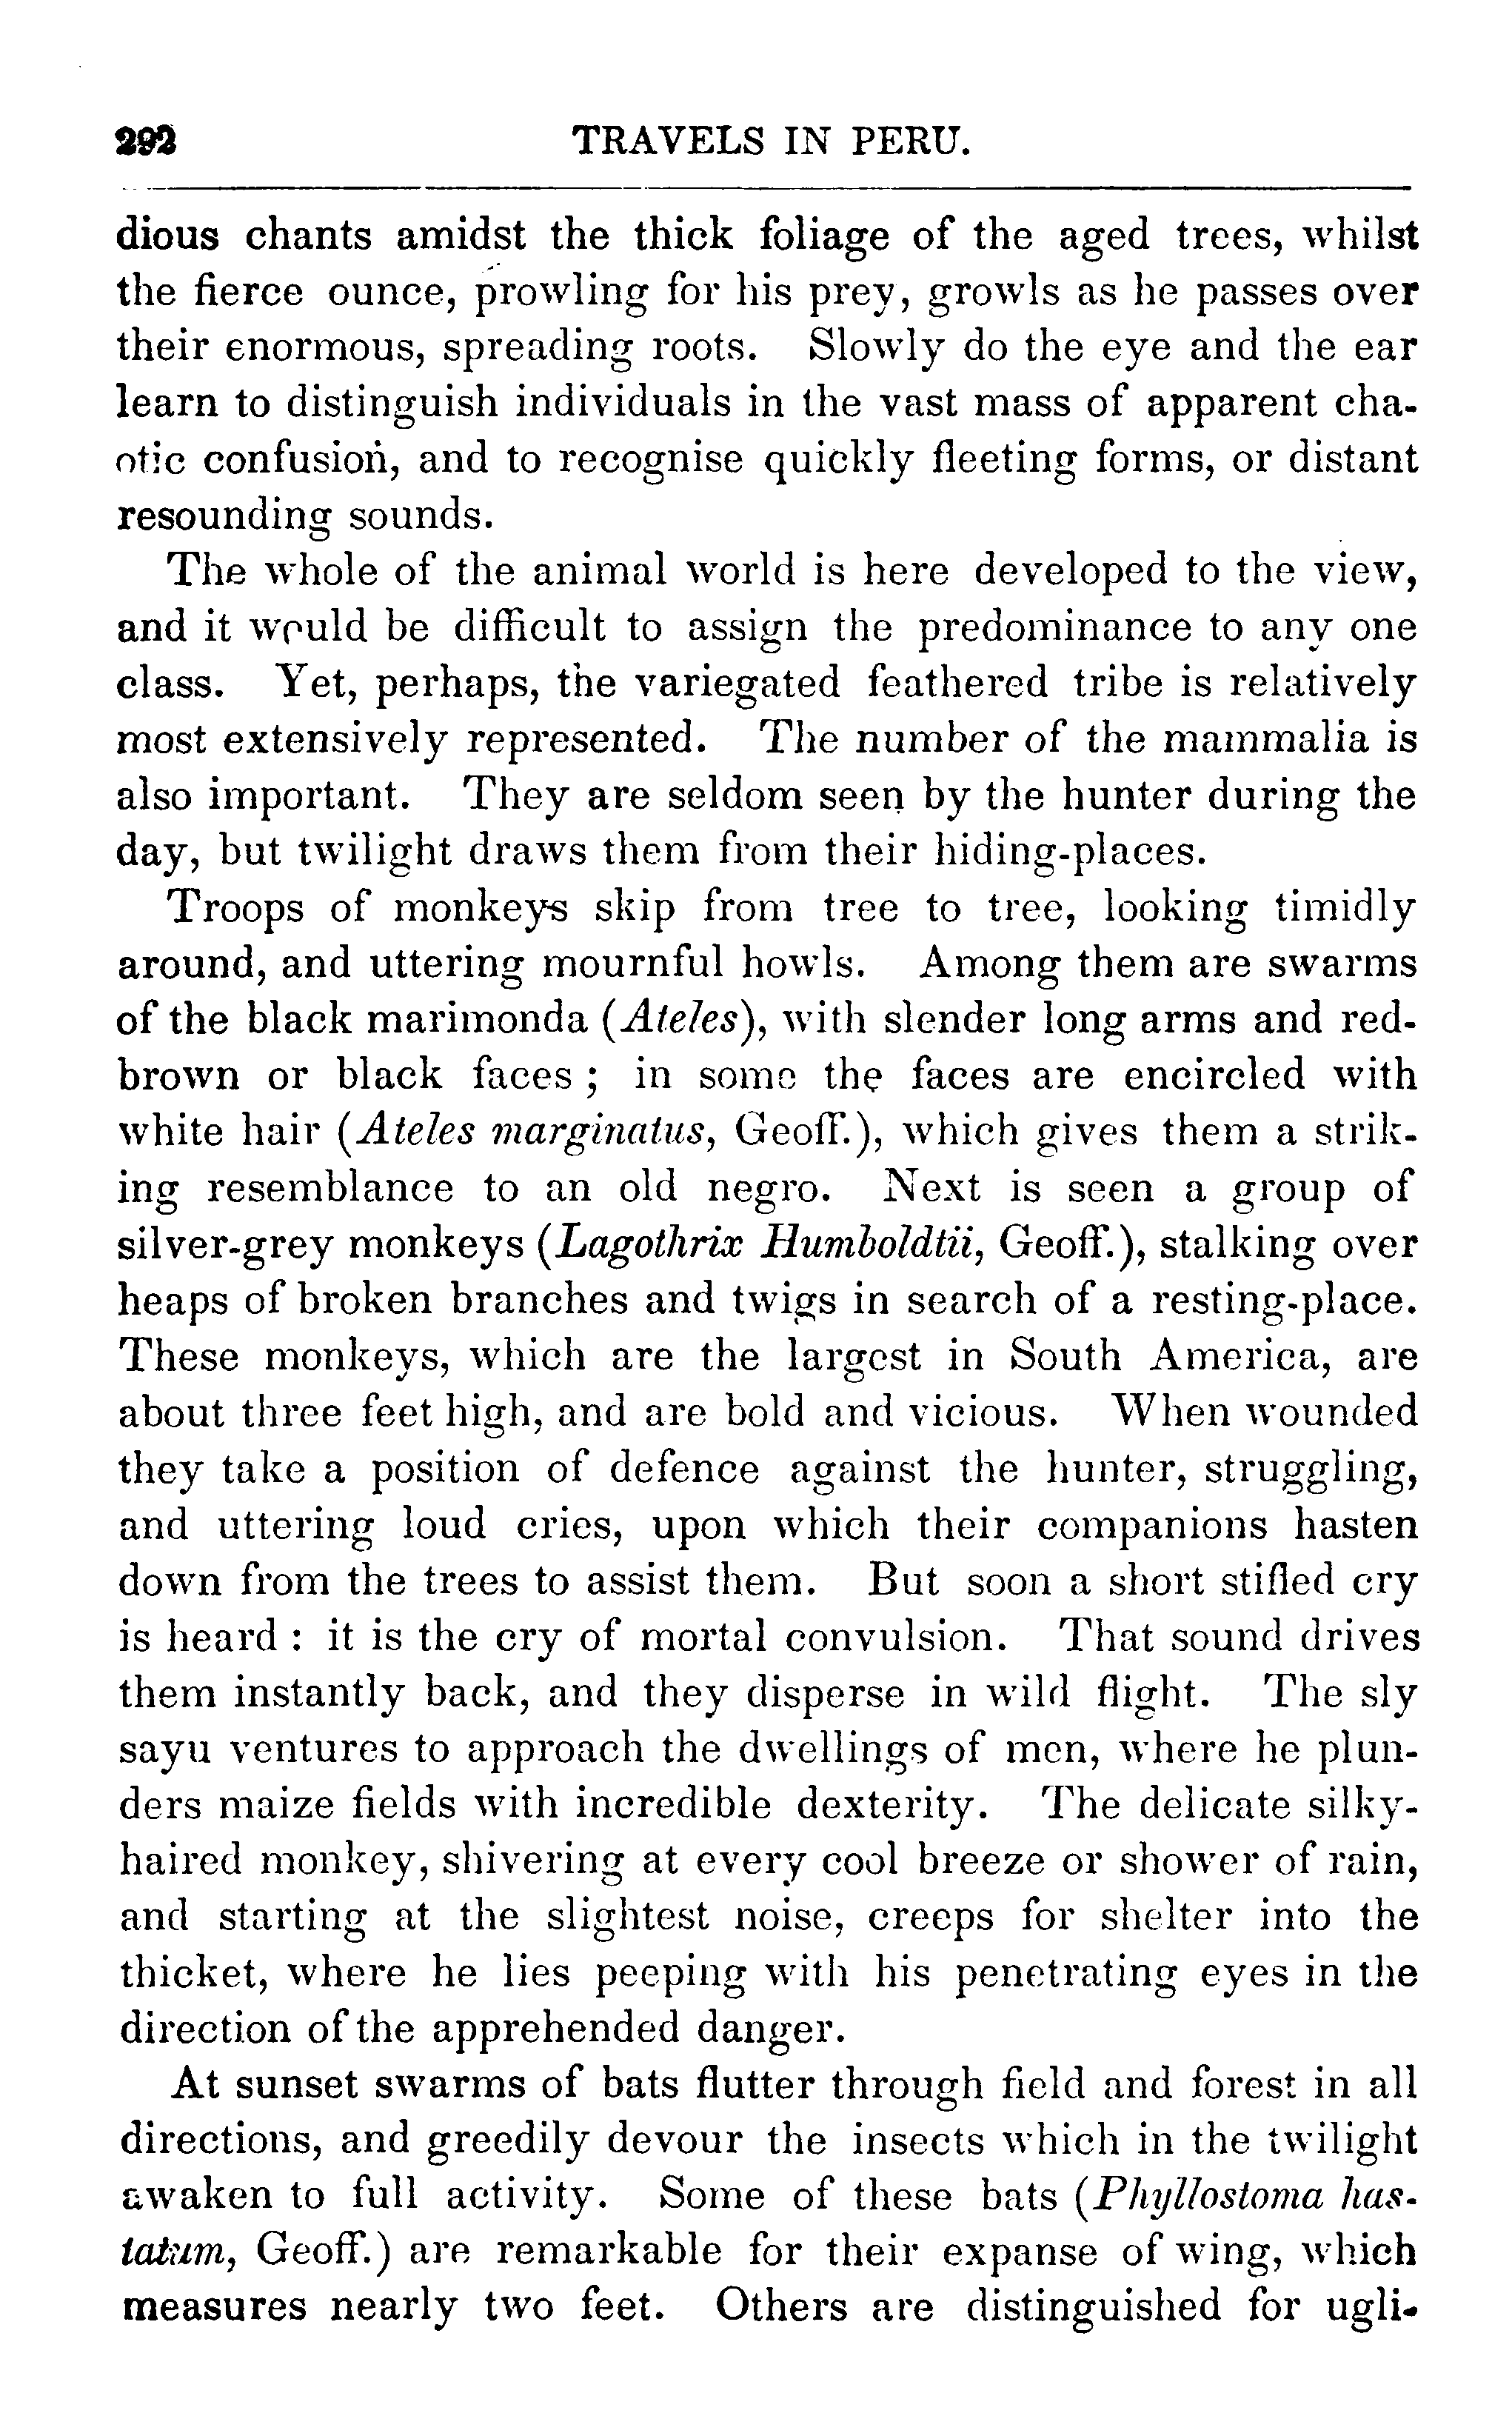 292 TRAVELS IN PERU.
dious chants amidst the thick foliage of the aged trees, whilst
the fierce ounce, prowling for his prey, growls as he passes over
their enormous, spreading roots. Slowly do the eye and the ear
learn to distinguish individuals in the vast mass of apparent cha-
otic confusion, and to recognise quickly fleeting forms, or distant
resounding sounds.
The whole of the animal world is here developed to the view,
and it would be difficult to assign the predominance to any one
class. Yet, perhaps, the variegated feathered tribe is relatively
most extensively represented. The number of the mammalia is
also important. They are seldom seen by the hunter during the
day, but twilight draws them from their hiding-places.
Troops of monkeys skip from tree to tree, looking timidly
around, and uttering mournful howls. Among them are swarms
of the black marimonda (Ateles), with slender long arms and red-
brown or black faces ; in some the faces are encircled with
white hair (Ateles marginatus, Geoff.), which gives them a strik-
ing resemblance to an old negro. Next is seen a group of
silver-grey monkeys (Lagothrix Humboldtii, Geoff.), stalking over
heaps of broken branches and twigs in search of a resting-place.
These monkeys, which are the largest in South America, are
about three feet high, and are bold and vicious. When wounded
they take a position of defence against the hunter, struggling,
and uttering loud cries, upon which their companions hasten
down from the trees to assist them. But soon a short stifled cry
is heard : it is the cry of mortal convulsion. That sound drives
them instantly back, and they disperse in wild flight. The sly
sayu ventures to approach the dwellings of men, where he plun-
ders maize fields with incredible dexterity. The delicate silky-
haired monkey, shivering at every cool breeze or shower of rain,
and starting at the slightest noise, creeps for shelter into the
thicket, where he lies peeping with his penetrating eyes in the
direction of the apprehended danger.
At sunset swarms of bats flutter through field and forest in all
directions, and greedily devour the insects which in the twilight
awaken to full activity. Some of these bats (Phyllostoma has-
tatum, Geoff.) are remarkable for their expanse of wing, which
measures nearly two feet. Others are distinguished for ugli-